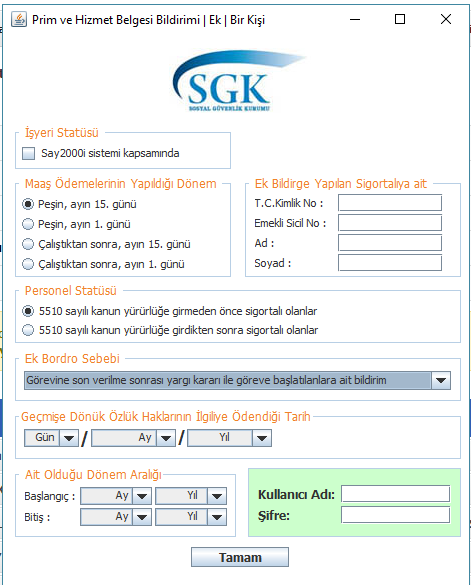 Prim ve Hizmet Belgesi Bildirimi | Ek | Bir Kişi
SGK
SOSYAL GÜVENLİK KURUMU
İşyeri Statüsü
Say2000i sistemi kapsamında
Maaş Ödemelerinin Yapıldığı Dönem
Peşin, ayın 15. günü
Peşin, ayın 1. günü
Çalıştıktan sonra, ayın 15. günü
Çalıştıktan sonra, ayın 1. günü
Ek Bildirge Yapılan Sigortalıya ait
T.C.Kimlik No :
Emekli Sicil No :
Ad :
Soyad :
Personel Statüsü
5510 sayılı kanun yürürlüğe girmeden önce sigortalı olanlar
5510 sayılı kanun yürürlüğe girdikten sonra sigortalı olanlar
Ek Bordro Sebebi
Görevine son verilme sonrası yargı kararı ile göreve başlatılanlara ait bildirim
Geçmişe Dönük Özlük Haklarının İlgiliye Ödendiği Tarih
Gün / Ay / Yıl
Ait Olduğu Dönem Aralığı
Başlangıç : Ay Yıl
Bitiş : Ay Yıl
Kullanıcı Adı:
Şifre:
Tamam